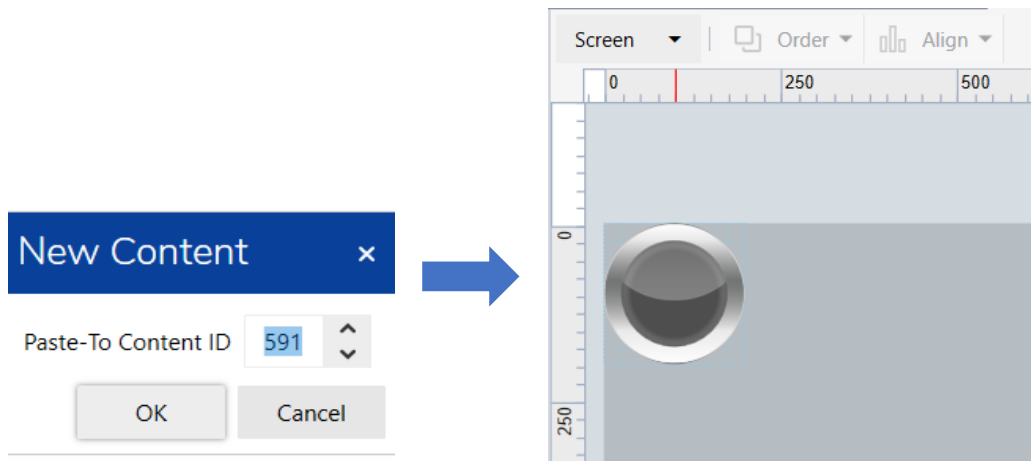 New Content ×
Paste-To Content ID 591
OK Cancel
Screen Order Align
0 250 500
0
250